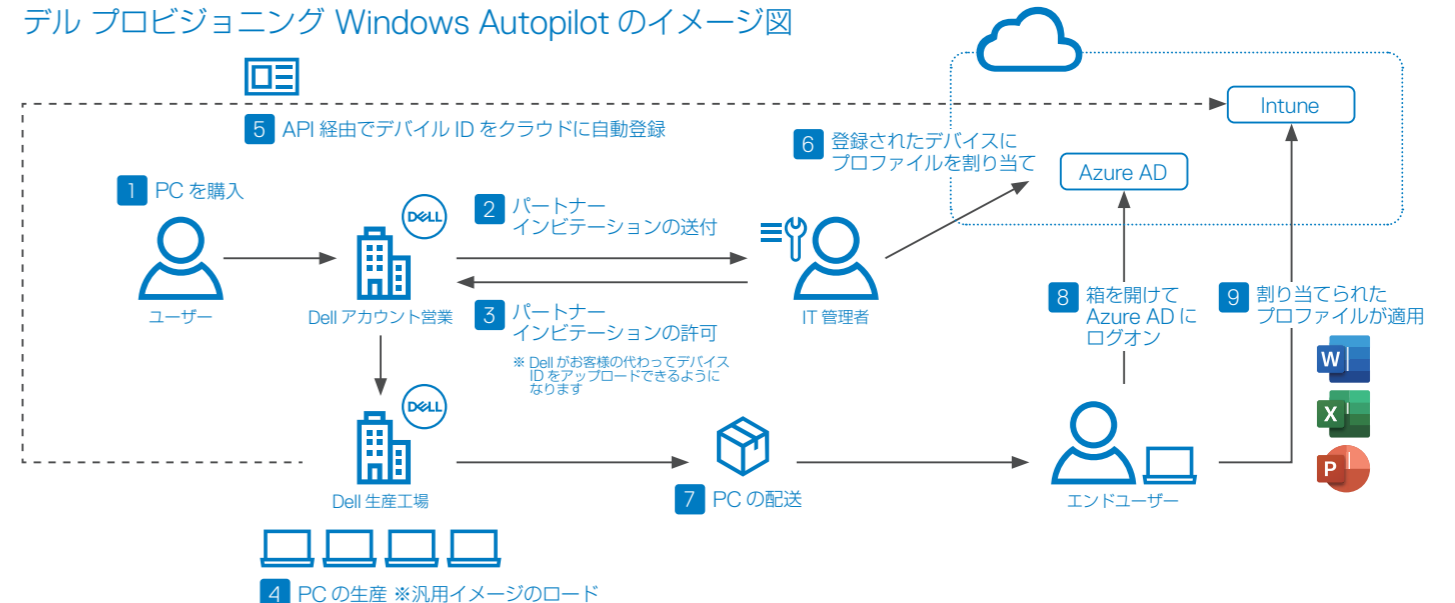 デル プロビジョニング Windows Autopilot のイメージ図
5 API 経由でデバイル ID をクラウドに自動登録
Intune
6 登録されたデバイスに
プロファイルを割り当て
Azure AD
1 PC を購入
DELL
2 パートナー
インビテーションの送付
ユーザー
Dell アカウント営業
3 パートナー
インビテーションの許可
※ Dell がお客様の代わってデバイス
ID をアップロードできるように
なります
IT 管理者
8 箱を開けて
Azure AD に
ログオン
9 割り当てられた
プロファイルが適用
W
X
P
DELL
Dell 生産工場
7 PC の配送
エンドユーザー
4 PC の生産 ※汎用イメージのロード